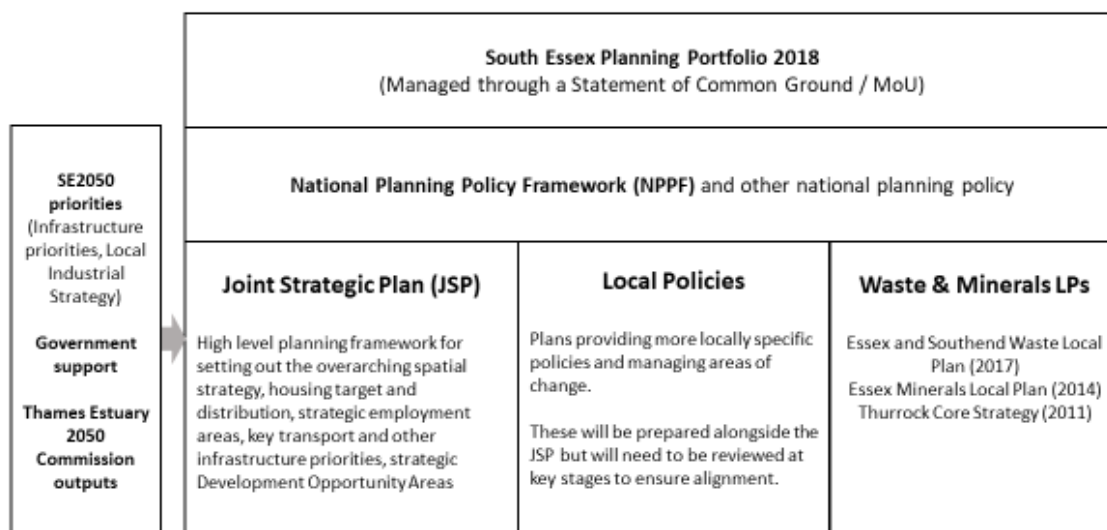 South Essex Planning Portfolio 2018
(Managed through a Statement of Common Ground / MoU)
SE2050
priorities
(Infrastructure
priorities, Local
Industrial
Strategy)
Government
support
Thames Estuary
2050
Commission
outputs
National Planning Policy Framework (NPPF) and other national planning policy
Joint Strategic Plan (JSP)
High level planning framework for
setting out the overarching spatial
strategy, housing target and
distribution, strategic employment
areas, key transport and other
infrastructure priorities, strategic
Development Opportunity Areas
Local Policies
Plans providing more locally specific
policies and managing areas of
change.
These will be prepared alongside the
JSP but will need to be reviewed at
key stages to ensure alignment.
Waste & Minerals LPs
Essex and Southend Waste Local
Plan (2017)
Essex Minerals Local Plan (2014)
Thurrock Core Strategy (2011)